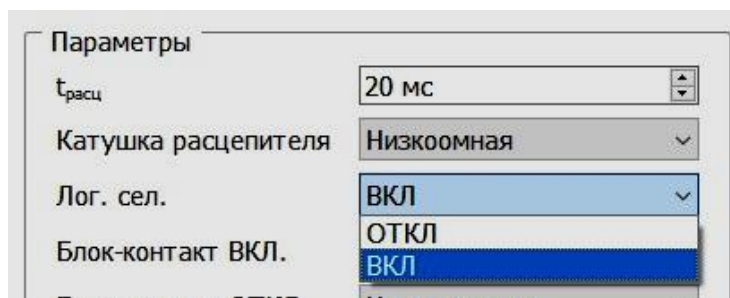 Параметры
tрасц 20 мс
Катушка расцепителя Низкоомная
Лог. сел. ВКЛ
ОТКЛ
Блок-контакт ВКЛ.
ВКЛ